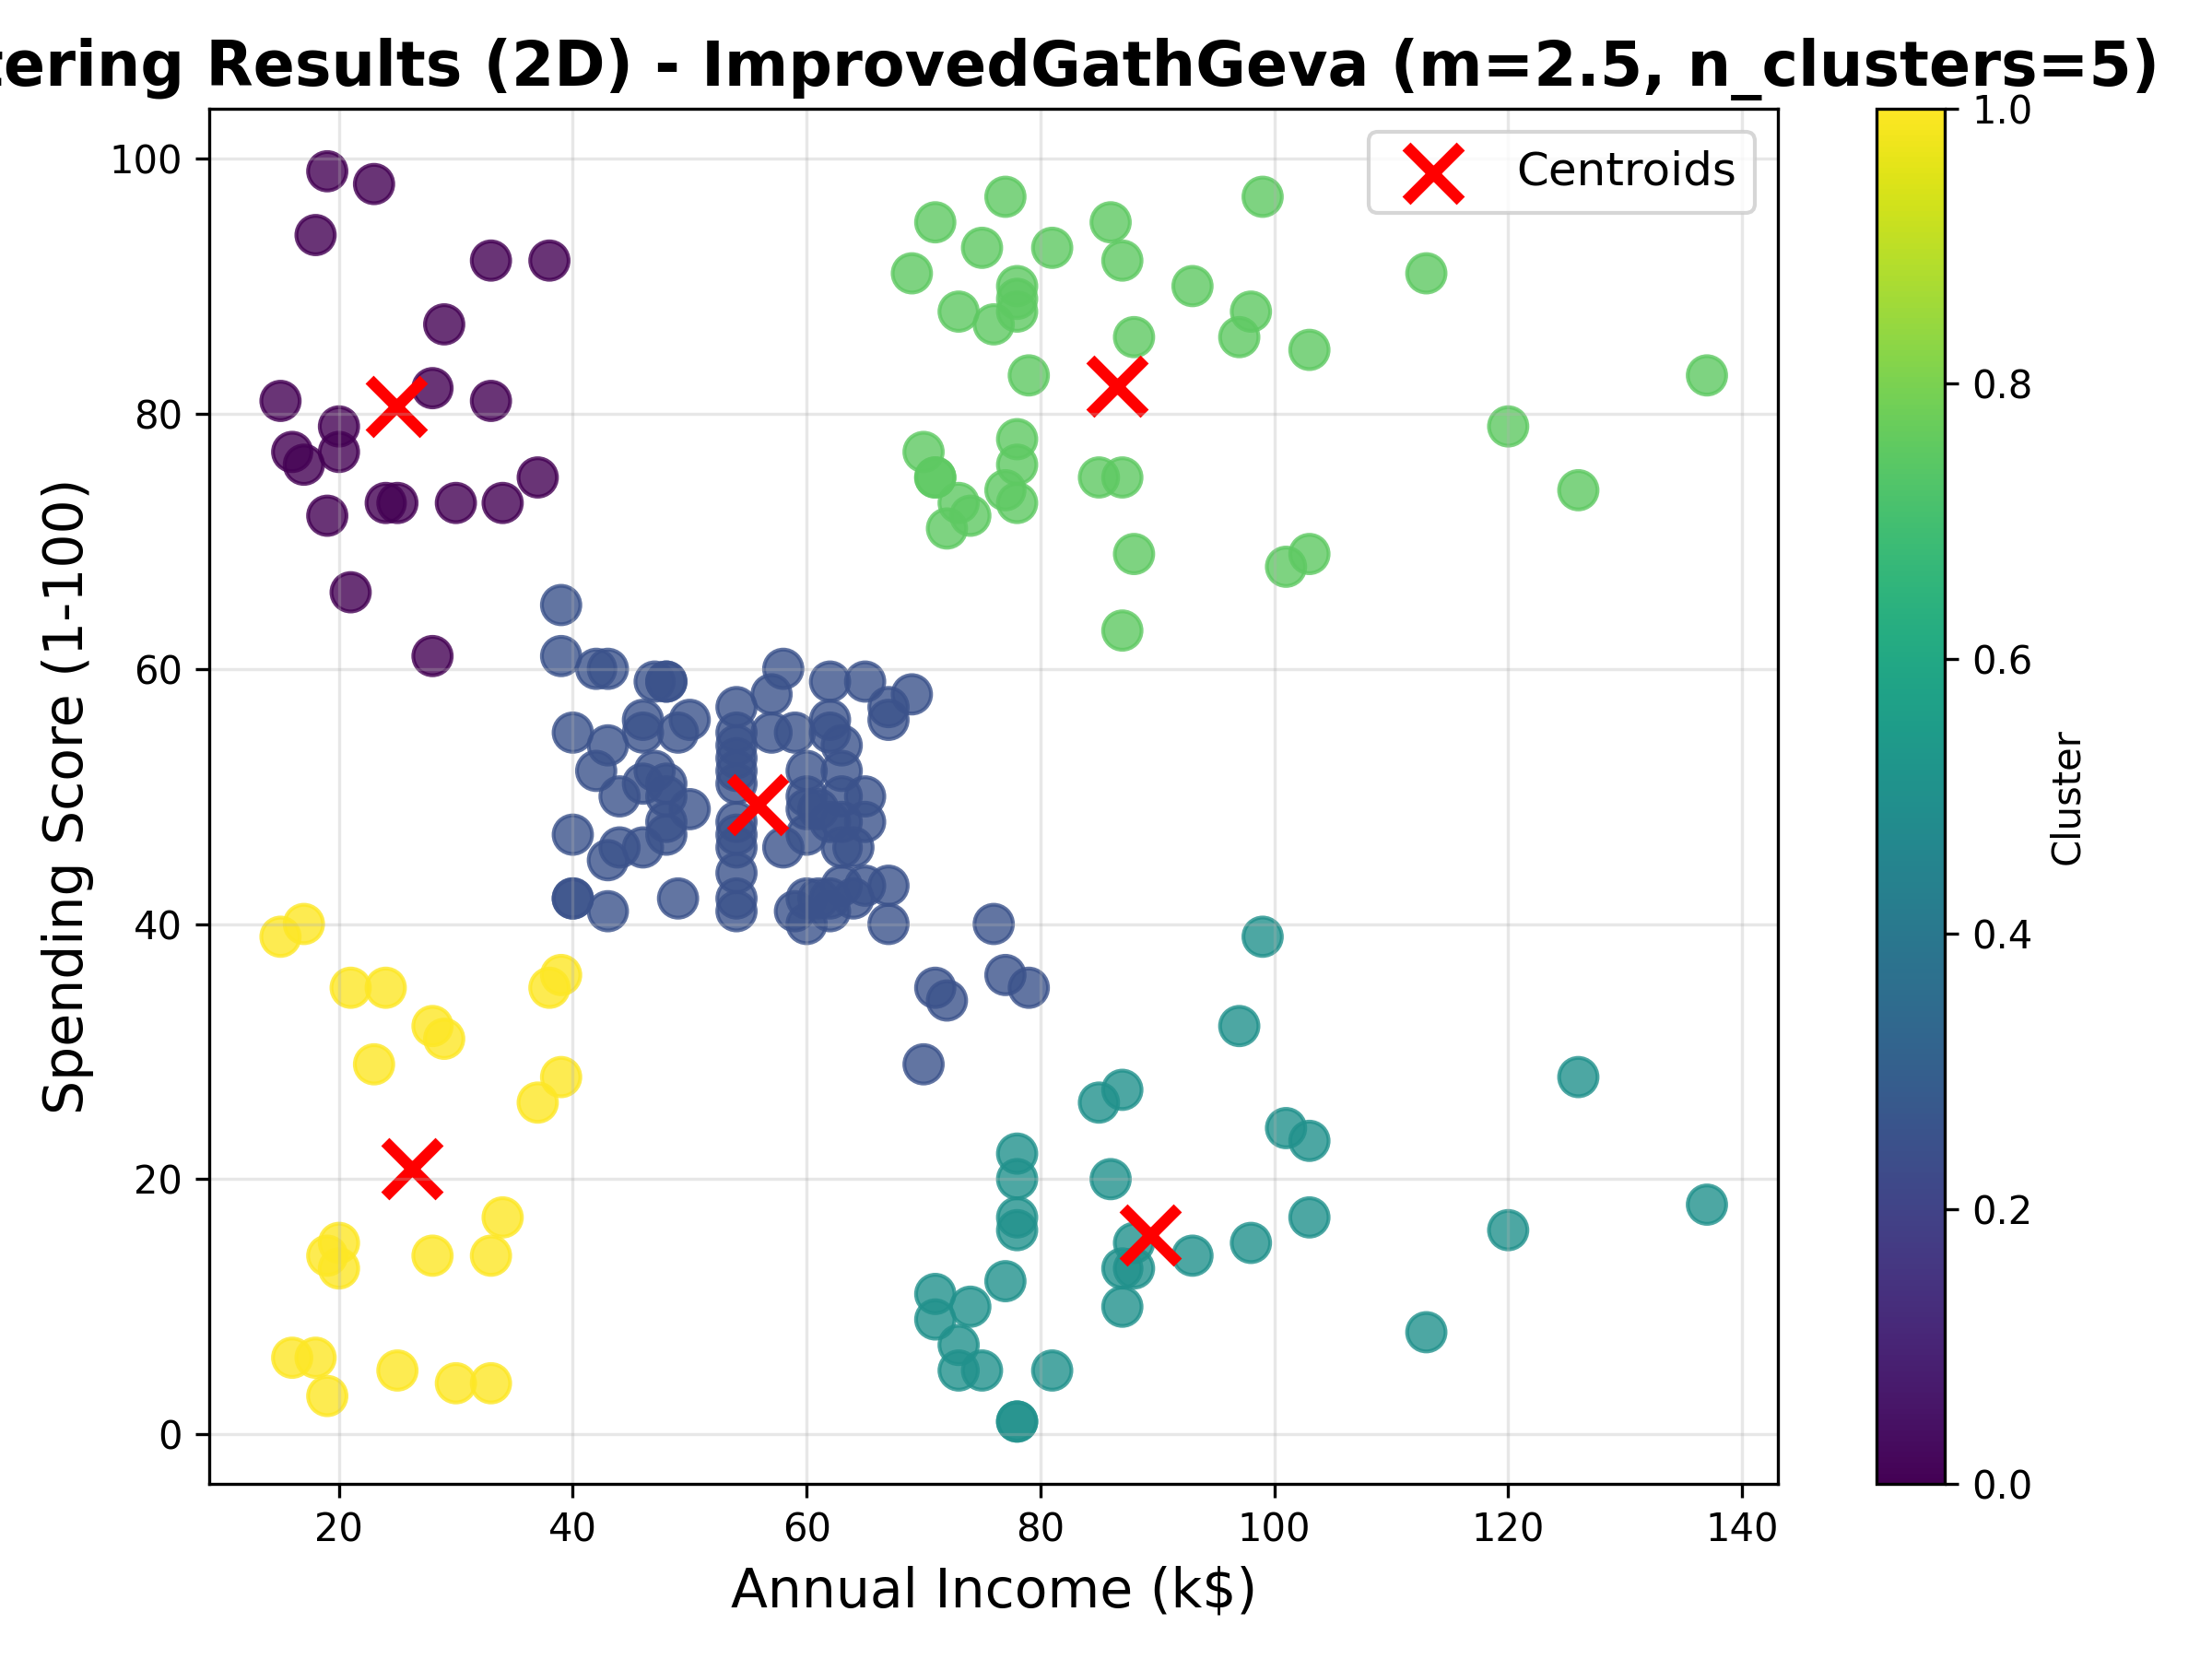 tering Results (2D) - ImprovedGathGeva (m=2.5, n_clusters=5)
Centroids
100
80
60
40
20
0
Spending Score (1-100)
20 40 60 80 100 120 140
Annual Income (k$)
1.0
0.8
0.6
0.4
0.2
0.0
Cluster